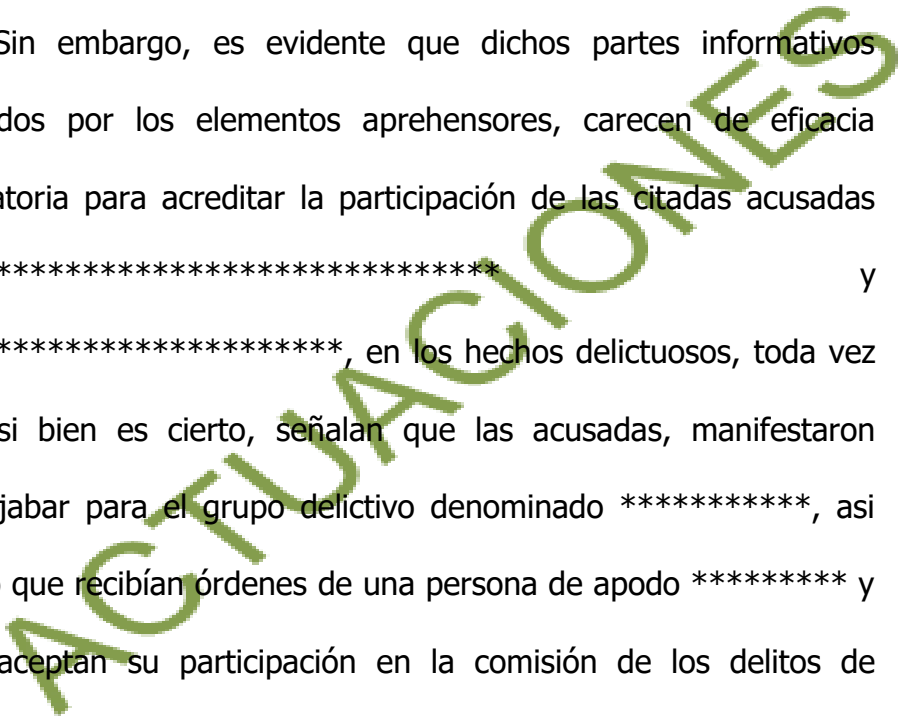 Sin embargo, es evidente que dichos partes informativos
dos por los elementos aprehensores, carecen de eficacia
atoria para acreditar la participación de las citadas acusadas
****************************** y
*********************, en los hechos delictuosos, toda vez
si bien es cierto, señalan que las acusadas, manifestaron
jabar para el grupo delictivo denominado ***********, asi
o que recibían órdenes de una persona de apodo ********* y
aceptan su participación en la comisión de los delitos de
ACTUACIONES